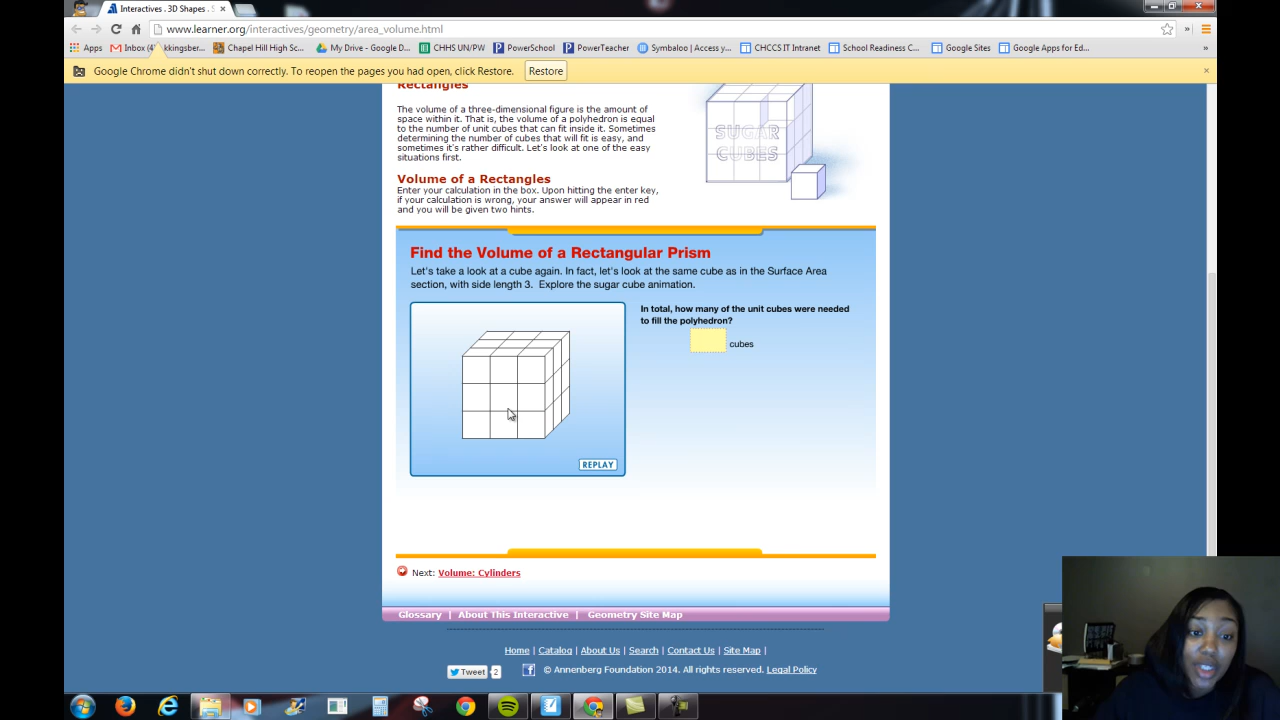 Interactives . 3D Shapes . S
www.learner.org/interactives/geometry/area_volume.html
Apps
Chapel Hill High Sc...
My Drive - Google D...
CHHS UN/PW
PowerSchool
PowerTeacher
Symbaloo | Access y...
CHCCS IT Intranet
School Readiness C...
Google Sites
Google Apps for Ed...
Google Chrome didn't shut down correctly. To reopen the pages you had open, click Restore.
Restore
Rectangles
The volume of a three-dimensional figure is the amount of
space within it. That is, the volume of a polyhedron is equal
to the number of unit cubes that can fit inside it. Sometimes
determining the number of cubes that will fit is easy, and
sometimes it's rather difficult. Let's look at one of the easy
situations first.
SUGAR
CUBES
Volume of a Rectangles
Enter your calculation in the box. Upon hitting the enter key,
if your calculation is wrong, your answer will appear in red
and you will be given two hints.
Find the Volume of a Rectangular Prism
Let's take a look at a cube again. In fact, let's look at the same cube as in the Surface Area
section, with side length 3. Explore the sugar cube animation.
In total, how many of the unit cubes were needed
to fill the polyhedron?
cubes
REPLAY
Next: Volume: Cylinders
Glossary | About This Interactive | Geometry Site Map
Home | Catalog | About Us | Search | Contact Us | Site Map |
Tweet 2
© Annenberg Foundation 2014. All rights reserved. Legal Policy